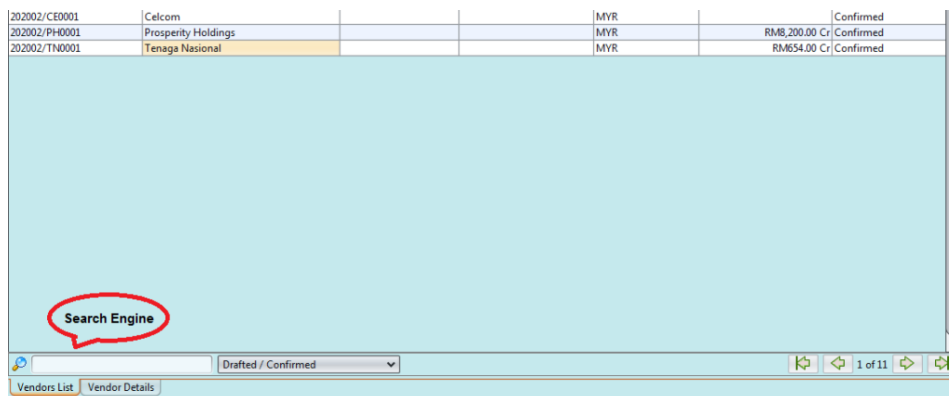 202002/CE0001 Celcom MYR Confirmed
202002/PH0001 Prosperity Holdings MYR RM8,200.00 Cr Confirmed
202002/TN0001 Tenaga Nasional MYR RM654.00 Cr Confirmed
Search Engine
Drafted / Confirmed 1 of 11
Vendors List Vendor Details